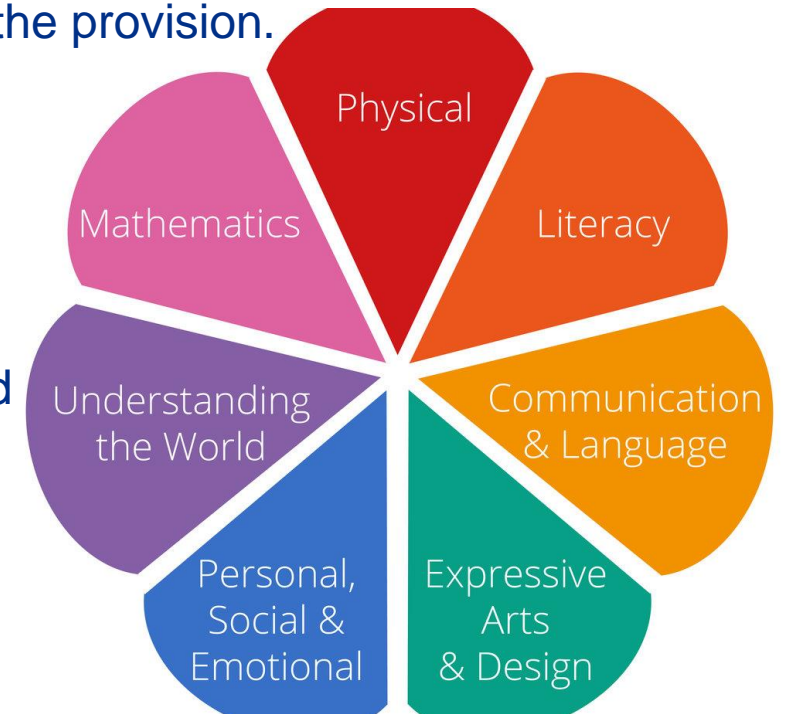 the provision.
Physical
Mathematics
Literacy
Understanding
the World
Communication
& Language
Personal,
Social &
Emotional
Expressive
Arts
& Design